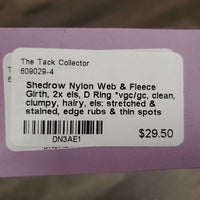 The Tack Collector
609029-4
Shedrow Nylon Web & Fleece
Girth, 2x els, D Ring *vgc/gc, clean,
clumpy, hairy, els: stretched &
stained, edge rubs & thin spots
$29.50
DN3AE1